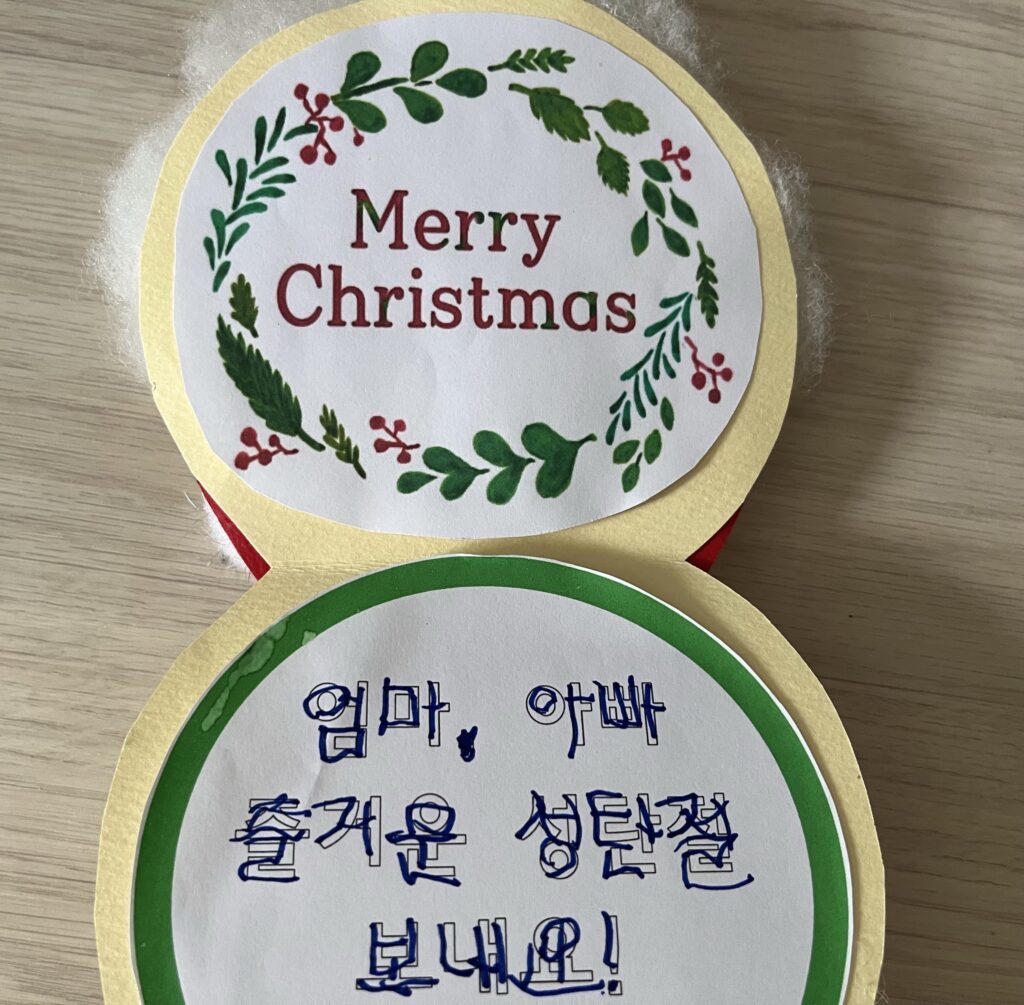 Merry
Christmas
엄마, 아빠
즐거운 성탄절
보내요!